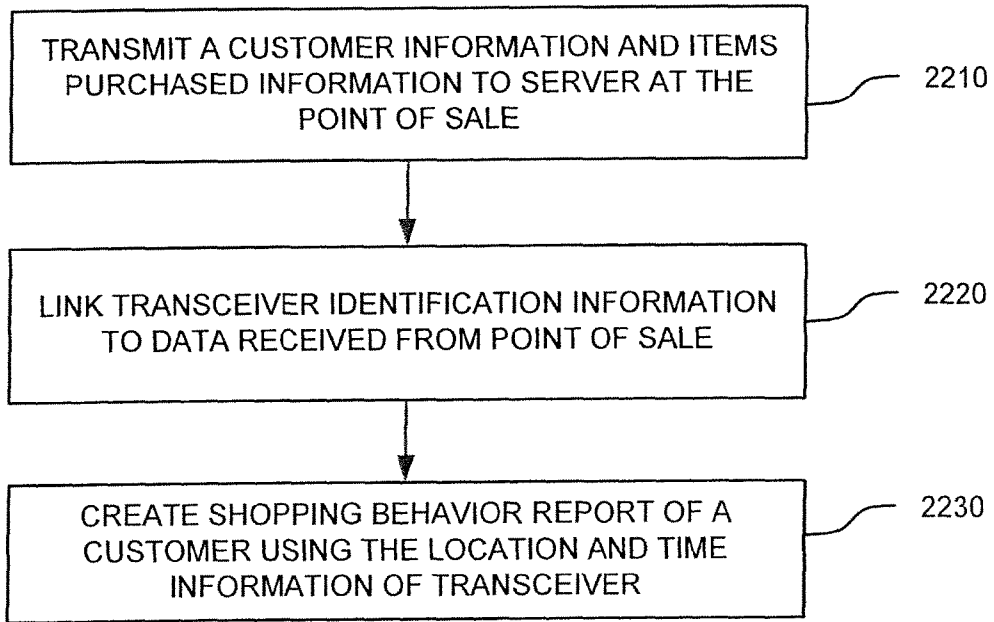 TRANSMIT A CUSTOMER INFORMATION AND ITEMS
PURCHASED INFORMATION TO SERVER AT THE
POINT OF SALE
2210
LINK TRANSCEIVER IDENTIFICATION INFORMATION
TO DATA RECEIVED FROM POINT OF SALE
2220
CREATE SHOPPING BEHAVIOR REPORT OF A
CUSTOMER USING THE LOCATION AND TIME
INFORMATION OF TRANSCEIVER
2230